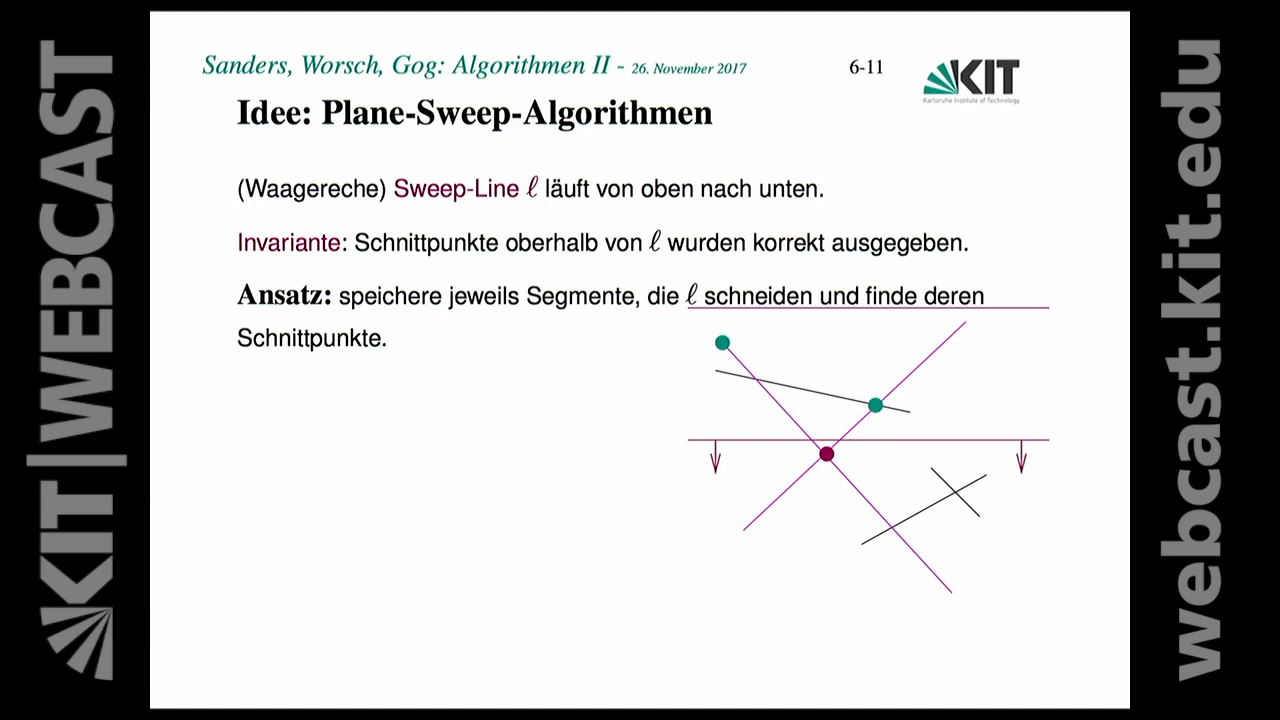 KIT | WEBCAST
Sanders, Worsch, Gog: Algorithmen II - 26. November 2017
6-11
KIT
Karlsruhe Institute of Technology
Idee: Plane-Sweep-Algorithmen
(Waagereche) Sweep-Line ℓ läuft von oben nach unten.
Invariante: Schnittpunkte oberhalb von ℓ wurden korrekt ausgegeben.
Ansatz: speichere jeweils Segmente, die ℓ schneiden und finde deren
Schnittpunkte.
webcast.kit.edu